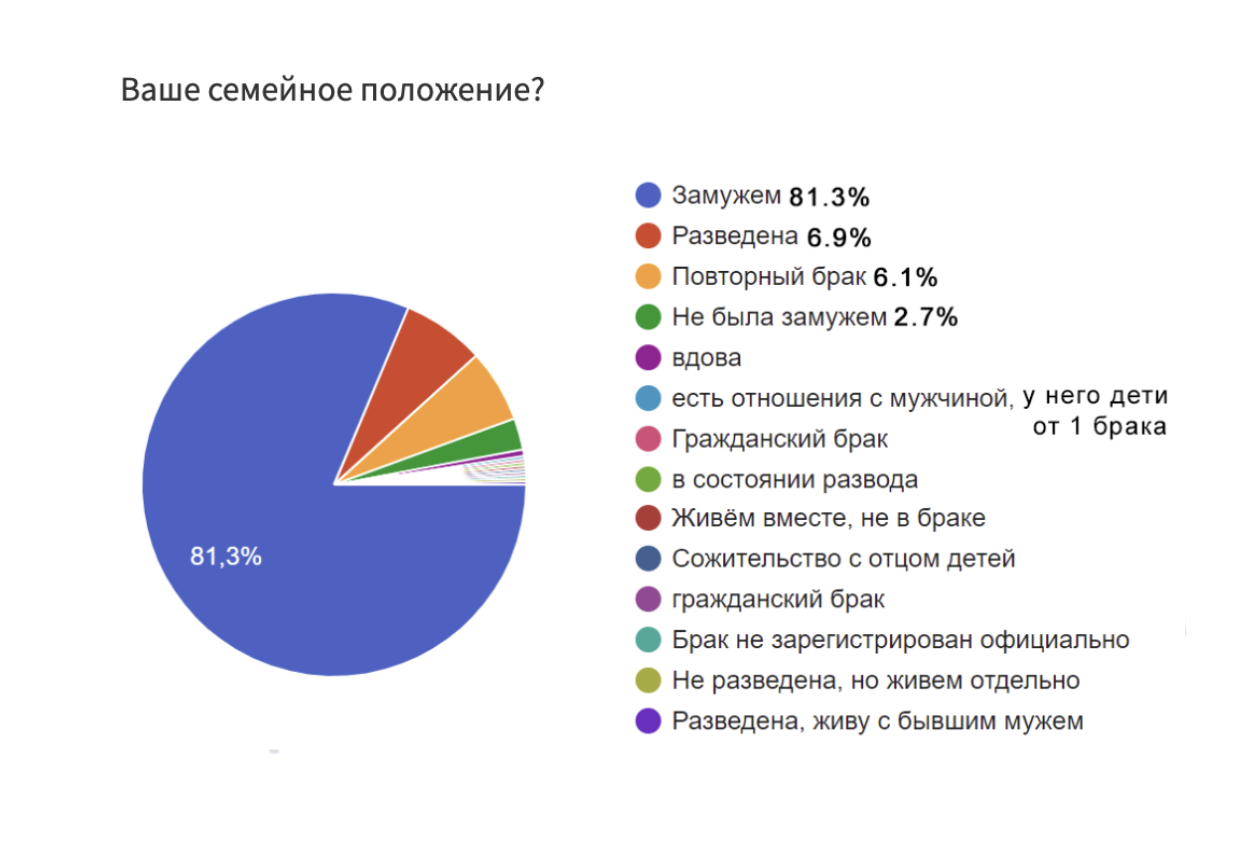 Ваше семейное положение?
Замужем 81.3%
Разведена 6.9%
Повторный брак 6.1%
Не была замужем 2.7%
вдова
есть отношения с мужчиной, у него дети
от 1 брака
Гражданский брак
в состоянии развода
Живём вместе, не в браке
Сожительство с отцом детей
гражданский брак
Брак не зарегистрирован официально
Не разведена, но живем отдельно
Разведена, живу с бывшим мужем
81,3%